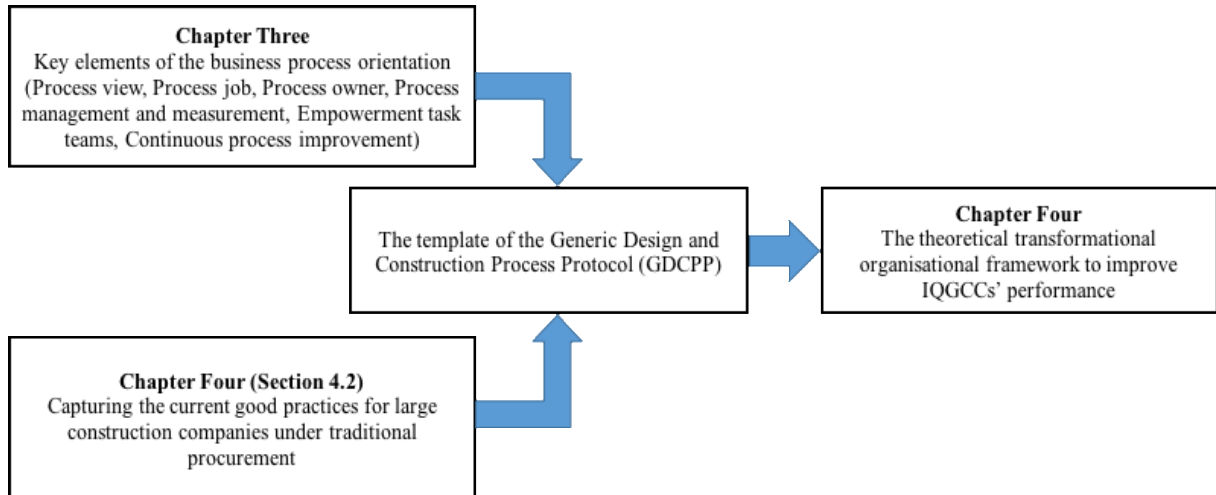 Chapter Three
Key elements of the business process orientation
(Process view, Process job, Process owner, Process
management and measurement, Empowerment task
teams, Continuous process improvement)
The template of the Generic Design and
Construction Process Protocol (GDCPP)
Chapter Four
The theoretical transformational
organisational framework to improve
IQGCCs’ performance
Chapter Four (Section 4.2)
Capturing the current good practices for large
construction companies under traditional
procurement